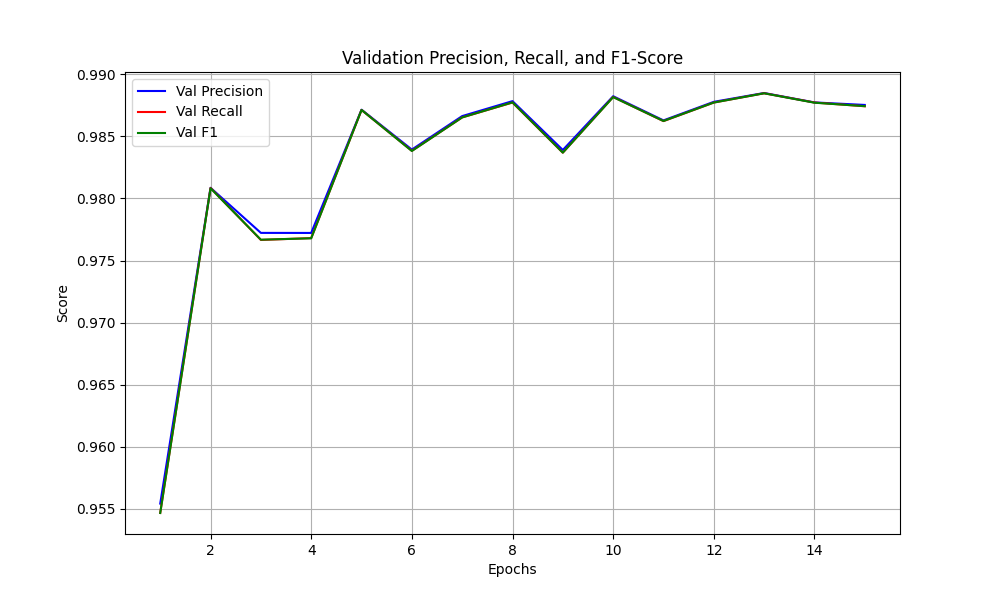 Validation Precision, Recall, and F1-Score
0.990
0.985
0.980
0.975
0.970
0.965
0.960
0.955
Score
Val Precision
Val Recall
Val F1
2 4 6 8 10 12 14
Epochs